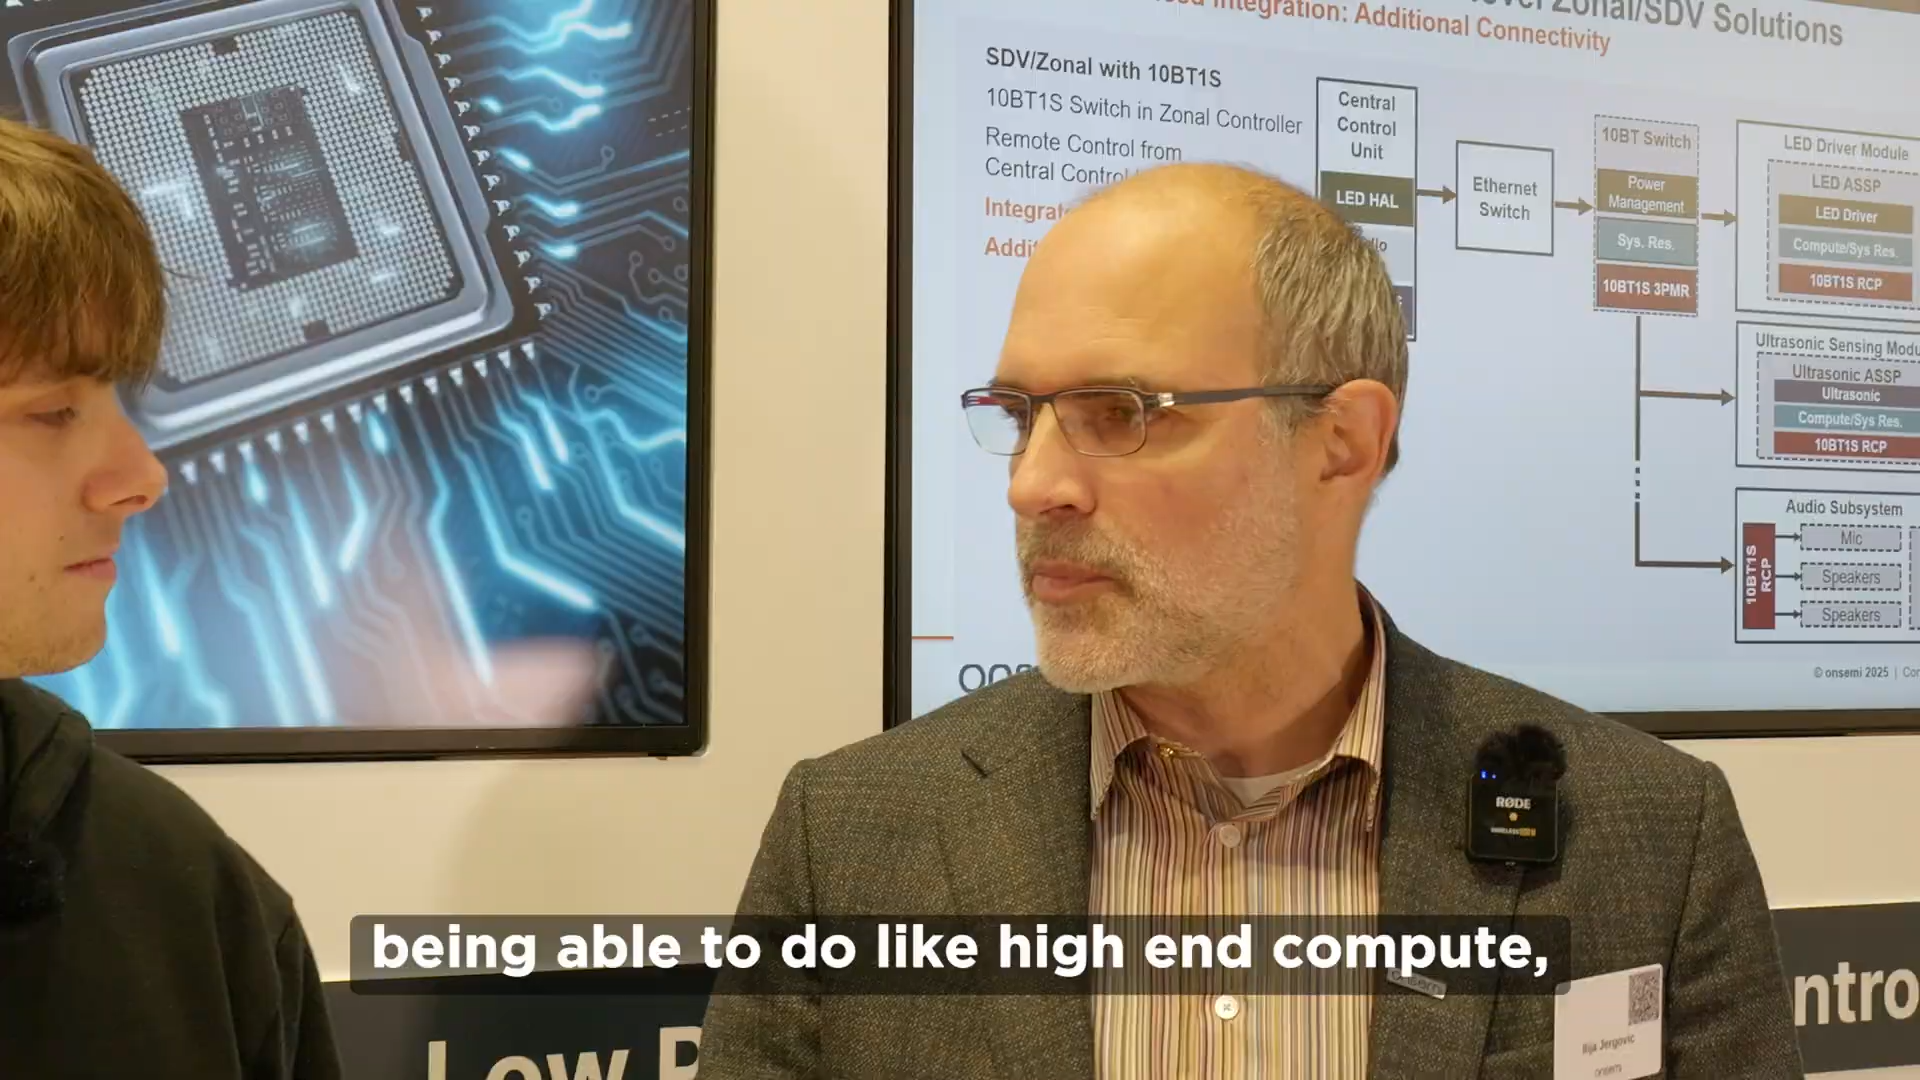 Zonal/SDV Solutions
Integration: Additional Connectivity
SDV/Zonal with 10BT1S
10BT1S Switch in Zonal Controller
Remote Control from
Central Control
Central
Control
Unit
LED HAL
Ethernet
Switch
10BT Switch
Power
Management
Sys. Res.
10BT1S 3PMR
LED Driver Module
LED ASSP
LED Driver
Compute/Sys Res.
10BT1S RCP
Ultrasonic Sensing
Ultrasonic ASSP
Ultrasonic
Compute/Sys Res.
10BT1S RCP
Audio Subsystem
10BT1S
RCP
Mic
Speakers
Speakers
© onsemi 2025
RØDE
being able to do like high end compute,
onsemi
Low
Ilija Jergovic
onsemi